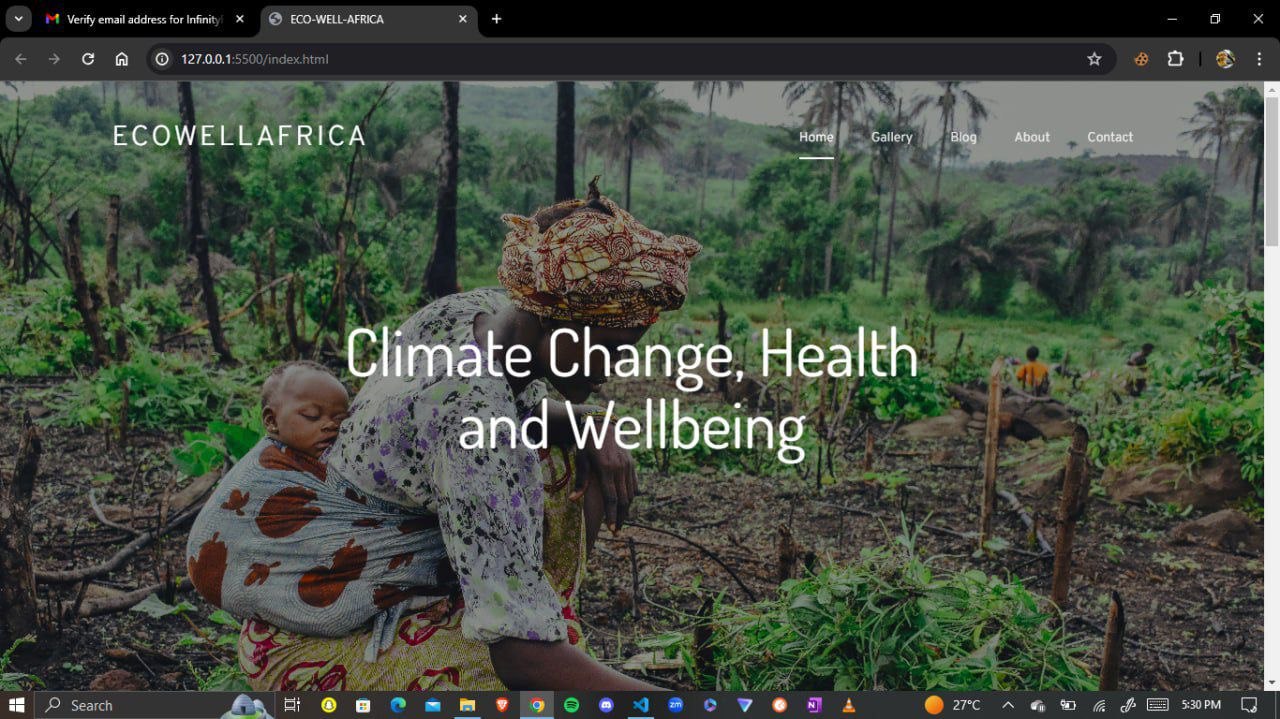 Verify email address for Infinity
ECO-WELL-AFRICA
127.0.0.1:5500/index.html
ECOWELLAFRICA
Home Gallery Blog About Contact
Climate Change, Health
and Wellbeing
Search
zm
N
27°C
5:30 PM